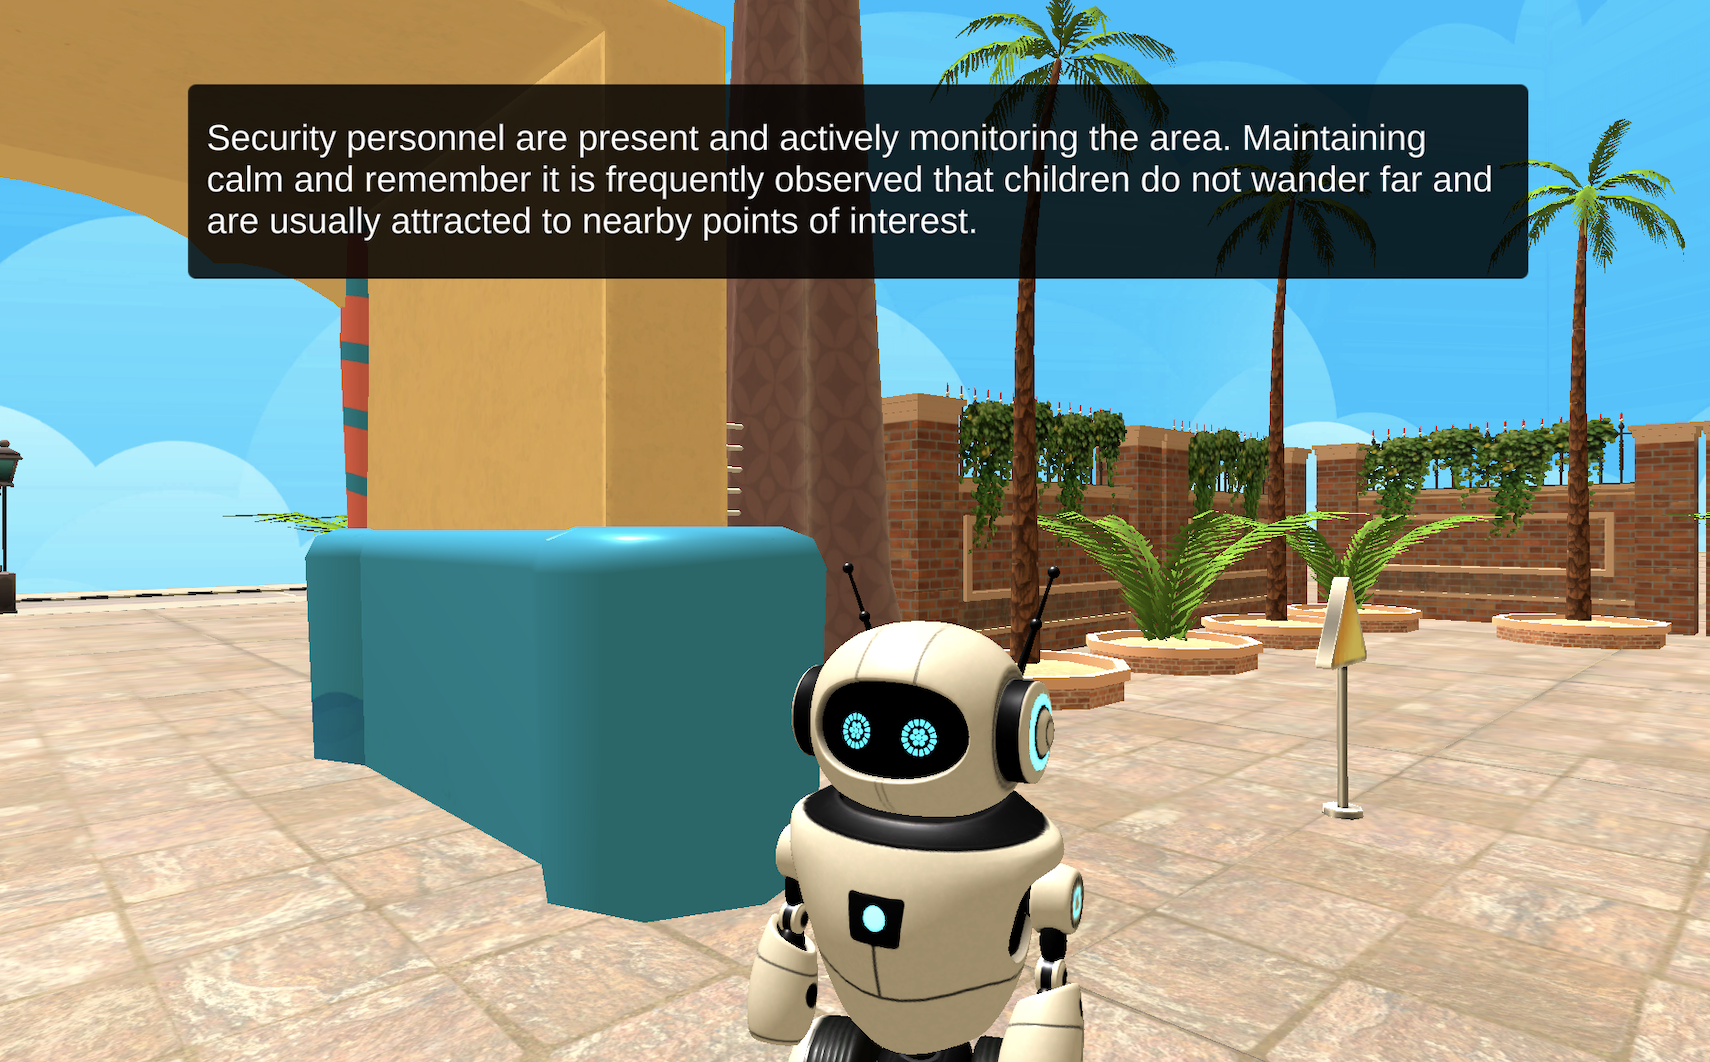 Security personnel are present and actively monitoring the area. Maintaining
calm and remember it is frequently observed that children do not wander far and
are usually attracted to nearby points of interest.